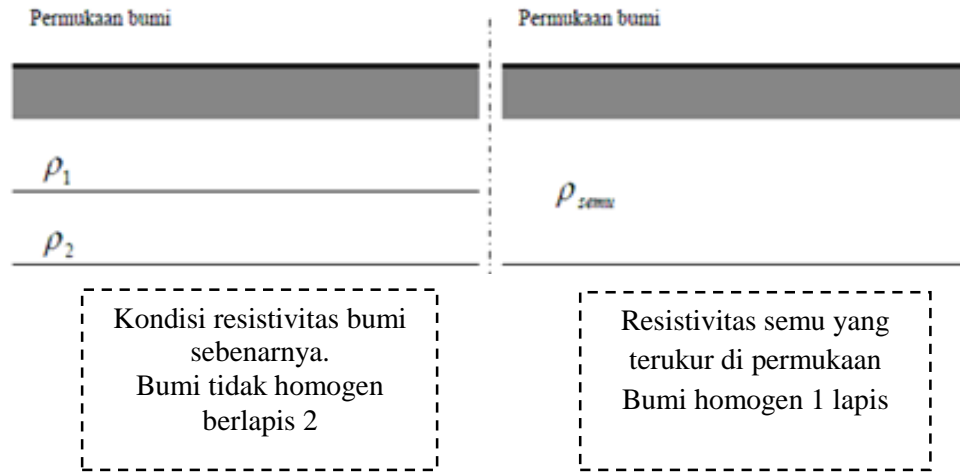 Permukaan bumi
ρ₁
ρ₂
Kondisi resistivitas bumi
sebenarnya.
Bumi tidak homogen
berlapis 2
Permukaan bumi
ρ semu
Resistivitas semu yang
terukur di permukaan
Bumi homogen 1 lapis